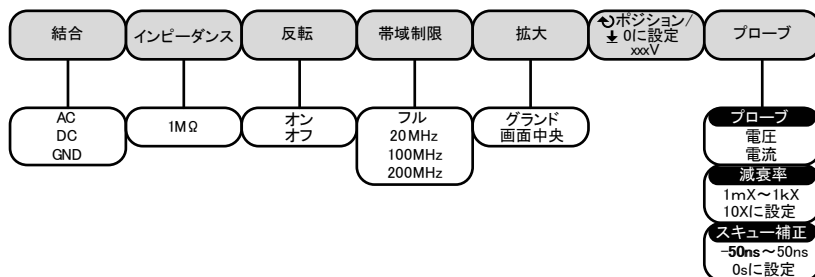 結合
インピーダンス
反転
帯域制限
拡大
ポジション/
0に設定
xxxV
プローブ
AC
DC
GND
1MΩ
オン
オフ
フル
20MHz
100MHz
200MHz
グランド
画面中央
プローブ
電圧
電流
減衰率
1mX～1kX
10Xに設定
スキュー補正
-50ns～50ns
0sに設定